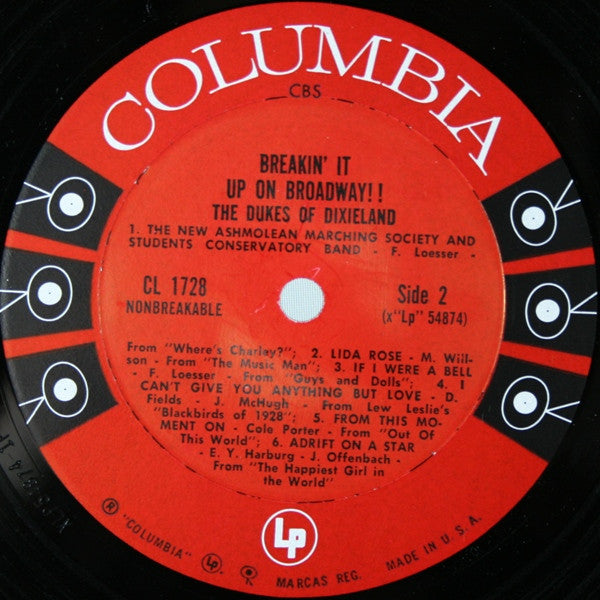 COLUMBIA
CBS
BREAKIN' IT
UP ON BROADWAY!!
THE DUKES OF DIXIELAND
1. THE NEW ASHMOLEAN MARCHING SOCIETY AND
STUDENTS CONSERVATORY BAND - F. Loesser -
CL 1728
NONBREAKABLE
Side 2
(x"Lp" 54874)
From "Where's Charley?"; 2. LIDA ROSE - M. Will-
son - From "The Music Man"; 3. IF I WERE A BELL
- F. Loesser - From "Guys and Dolls"; 4. I
CAN'T GIVE YOU ANYTHING BUT LOVE - D.
Fields - J. McHugh - From Lew Leslie's
"Blackbirds of 1928"; 5. FROM THIS MO-
MENT ON - Cole Porter - From "Out Of
This World"; 6. ADRIFT ON A STAR
- E. Y. Harburg - J. Offenbach -
From "The Happiest Girl in
the World"
Lp
® "COLUMBIA" Lp. MARCAS REG. MADE IN U.S.A.